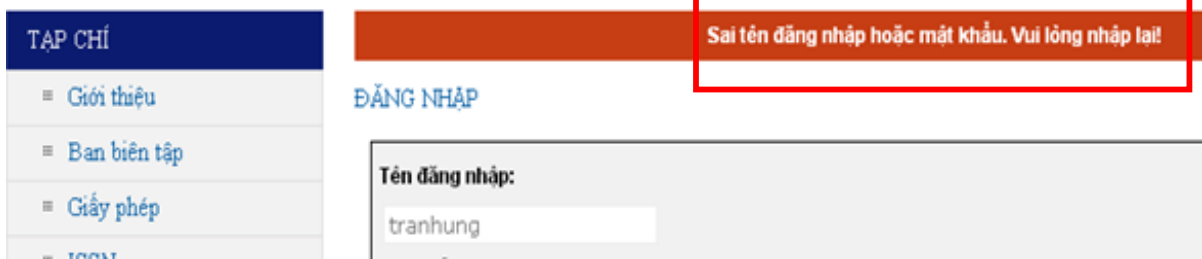 TẠP CHÍ
Sai tên đăng nhập hoặc mật khẩu. Vui lòng nhập lại!
Giới thiệu
ĐĂNG NHẬP
Ban biên tập
Tên đăng nhập:
Giấy phép
tranhung
ISSN